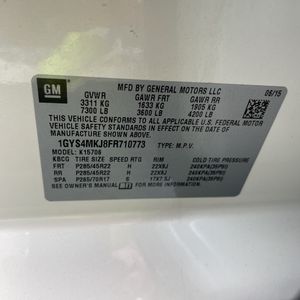 GM
MFD BY GENERAL MOTORS LLC
06/15
GVWR GAWR FRT GAWR RR
3311 KG 1633 KG 1905 KG
7300 LB 3600 LB 4200 LB
THIS VEHICLE CONFORMS TO ALL APPLICABLE U.S.
FEDERAL MOTOR VEHICLE SAFETY, BUMPER, AND
THEFT PREVENTION STANDARDS IN EFFECT ON THE
DATE OF MANUFACTURE SHOWN ABOVE.
1GYS4MKJ8FR710773 TYPE: M.P.V.
MODEL: K15706
TIRE SIZE SPEED RTG RIM COLD TIRE PRESSURE
FRT P285/45R22 H 22X9J 240KPA(35PSI)
RR P285/45R22 H 22X9J 240KPA(35PSI)
SPA P265/70R17 S
SEE OWNER'S MANUAL FOR MORE INFORMATION